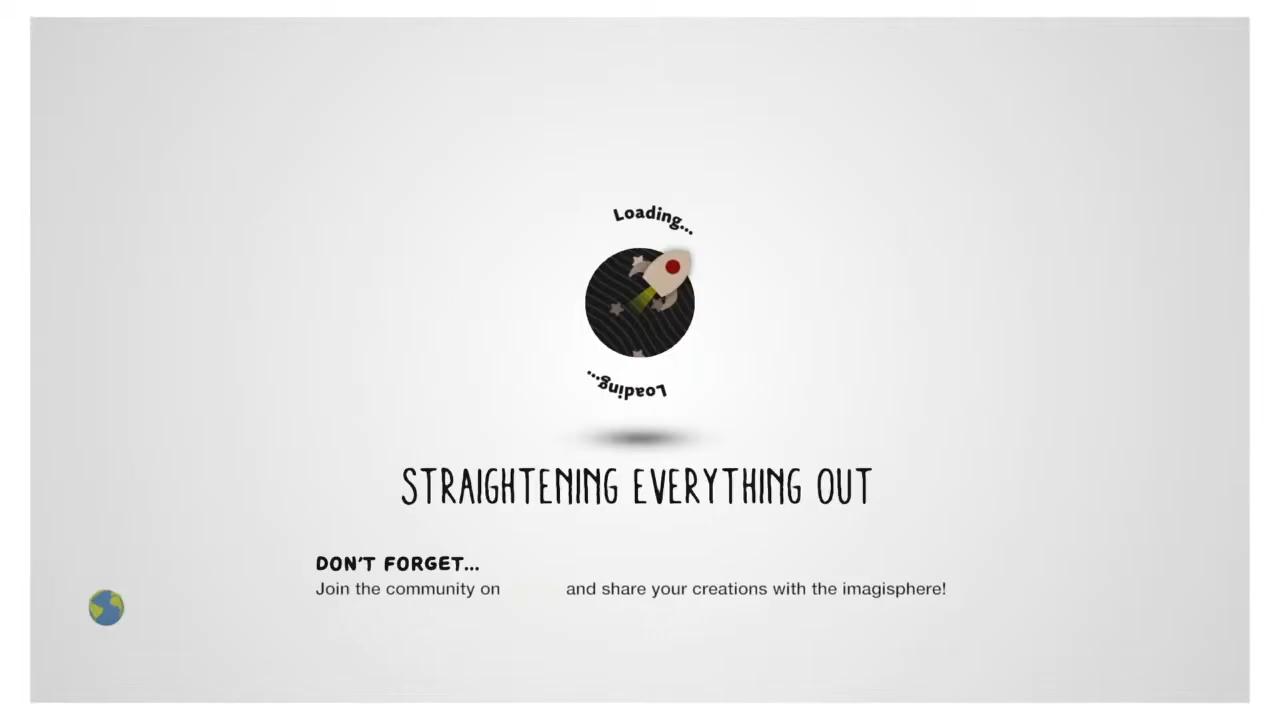 Loading...
Loading...
STRAIGHTENING EVERYTHING OUT
DON'T FORGET...
Join the community on and share your creations with the imagisphere!